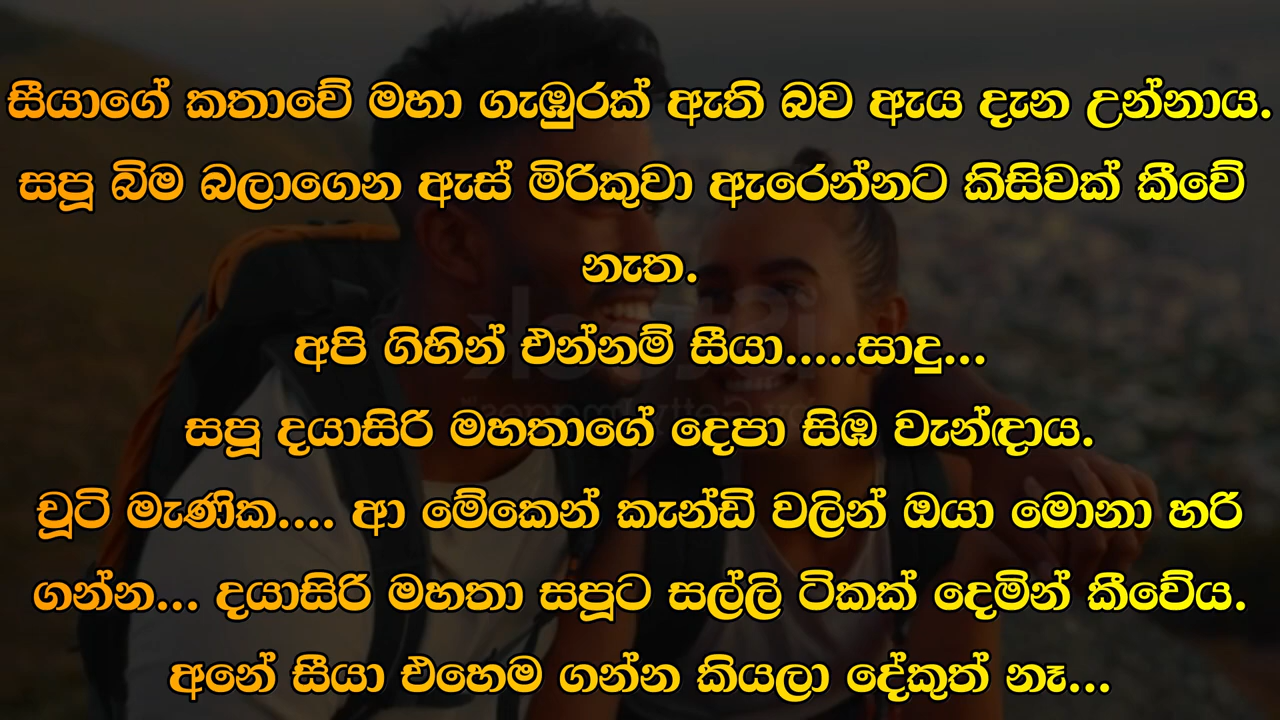 සීයාගේ කතාවේ මහා ගැඹුරක් ඇති බව ඇය දැන උන්නාය.
සපූ බිම බලාගෙන ඇස් මිරිකුවා ඇරෙන්නට කිසිවක් කීවේ
නැත.
අපි ගිහින් එන්නම් සීයා.....සාදු...
සපූ දයාසිරි මහතාගේ දෙපා සිඹ වැන්ඳාය.
චූටි මැණික.... ආ මේකෙන් කැන්ඩි වලින් ඔයා මොනා හරි
ගන්න... දයාසිරි මහතා සපූට සල්ලි ටිකක් දෙමින් කීවේය.
අනේ සීයා එහෙම ගන්න කියලා දේකුත් නෑ...